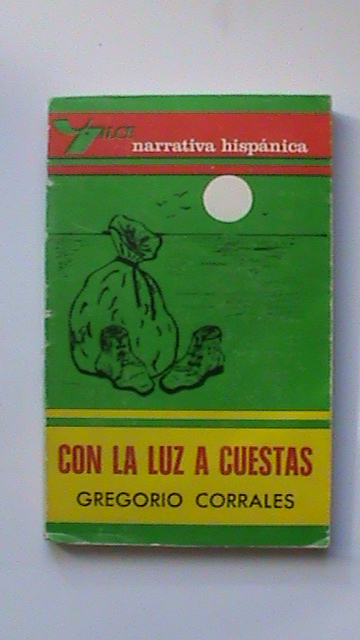 narrativa hispánica
CON LA LUZ A CUESTAS
GREGORIO CORRALES